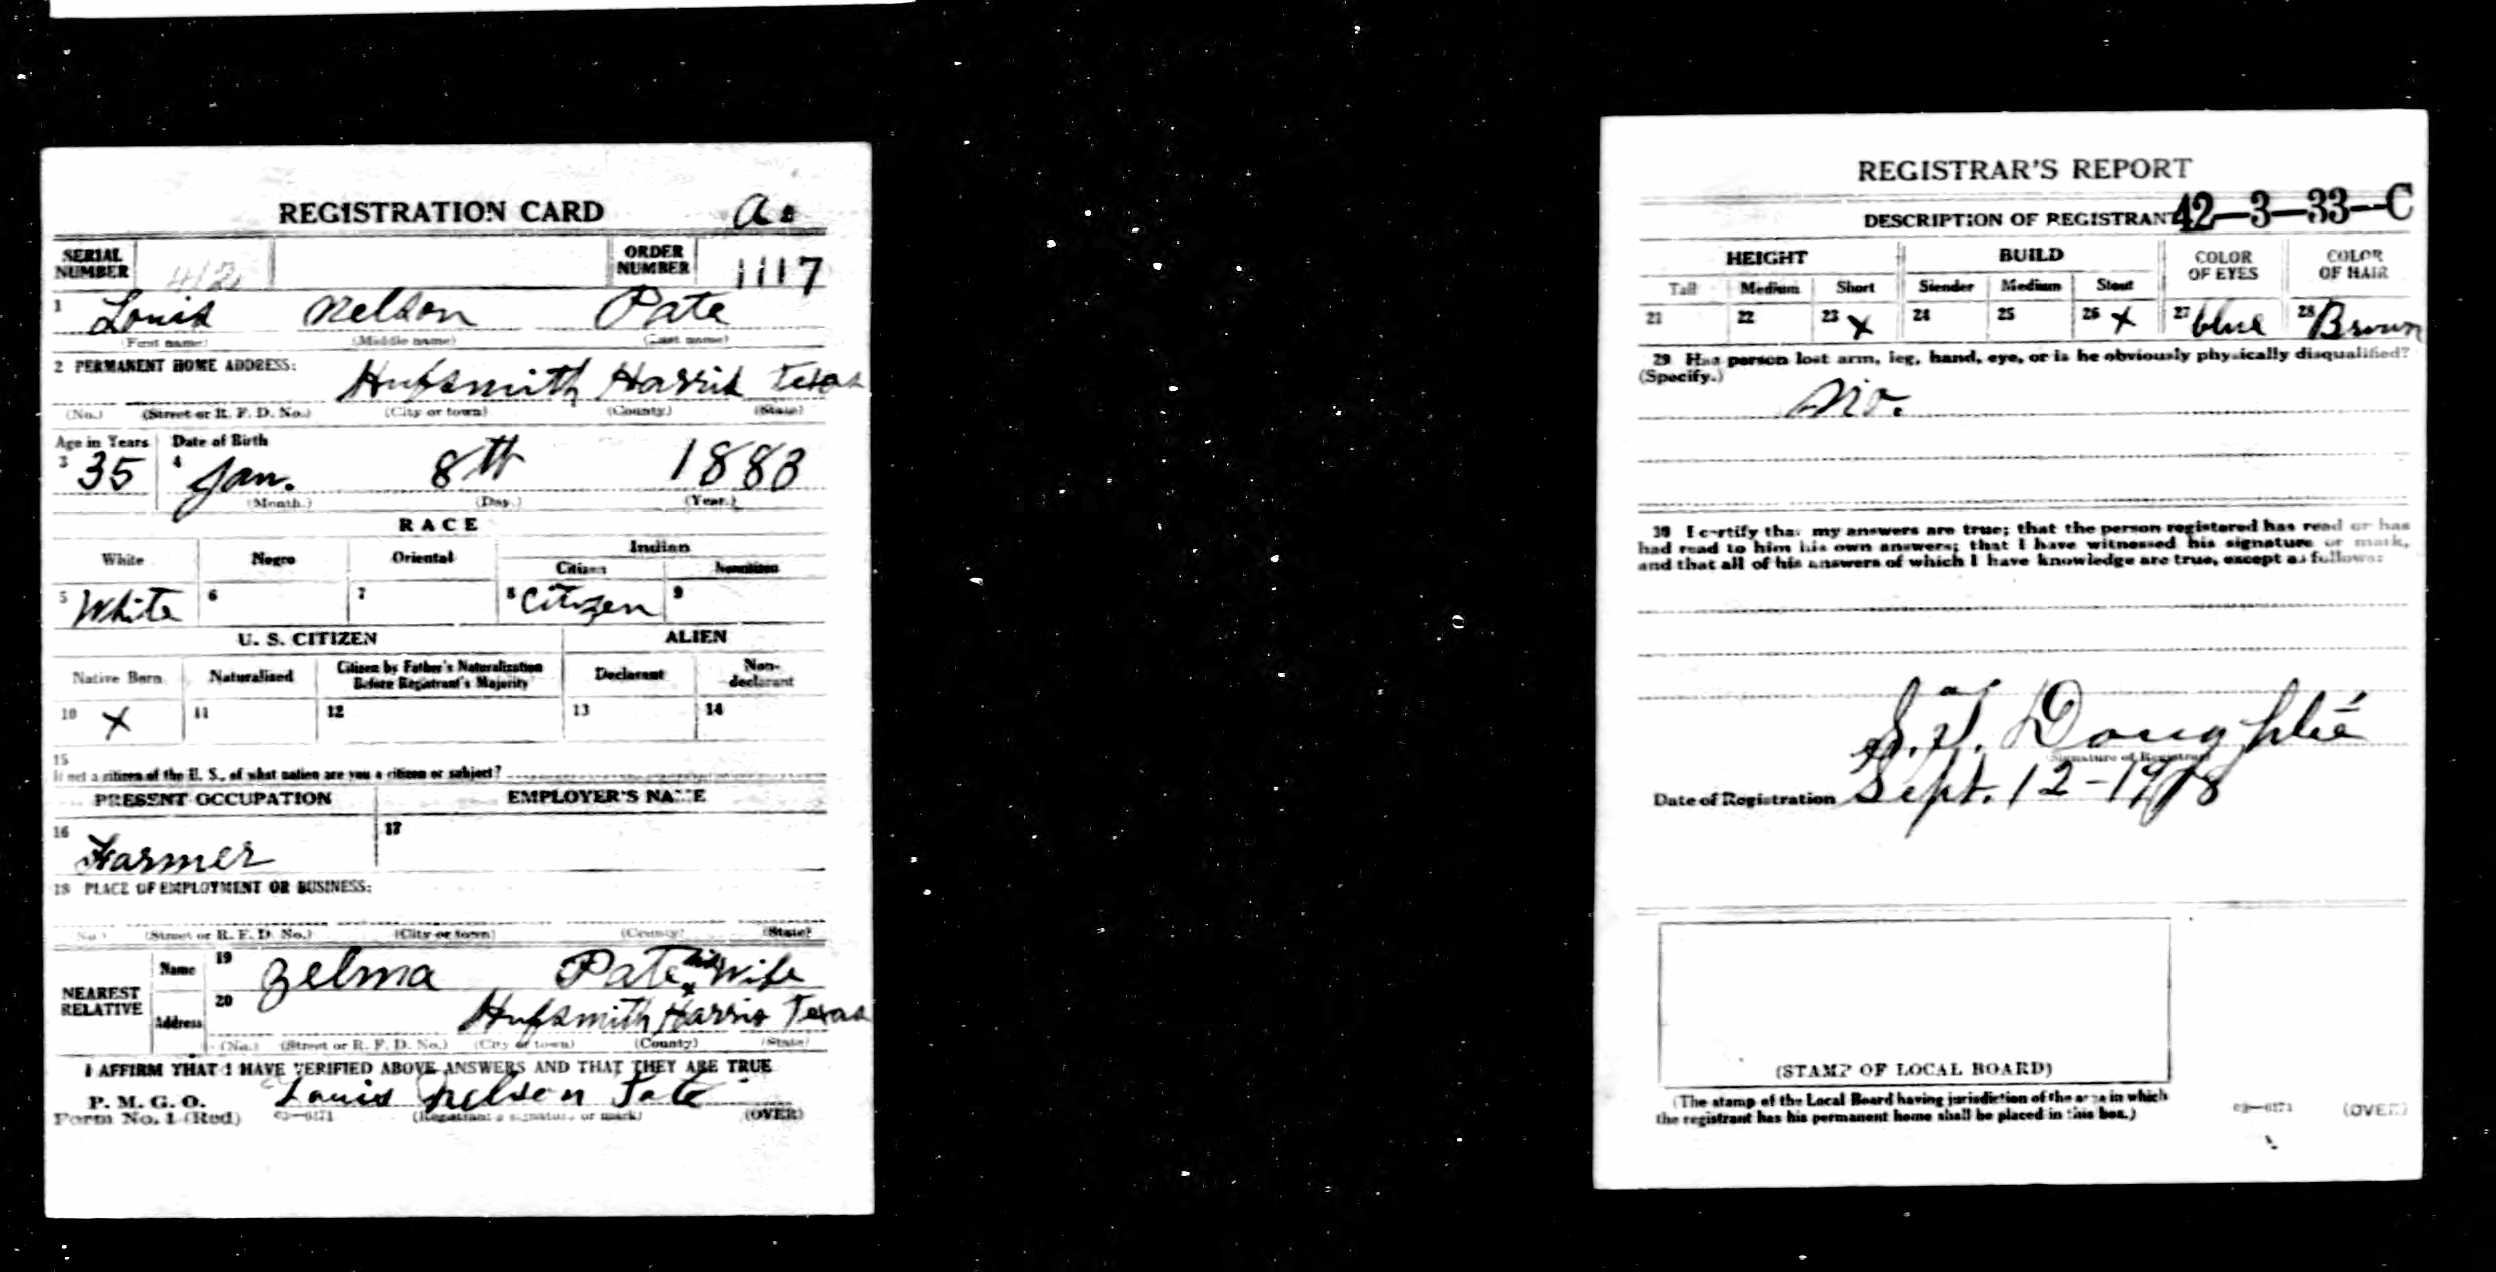 REGISTRATION CARD
SERIAL NUMBER 412 ORDER NUMBER 1117
1 Louis Nelson Pate
(First name) (Middle name) (Last name)
2 PERMANENT HOME ADDRESS:
Hufsmith Harris Texas
(No.) (Street or R. F. D. No.) (City or town) (County) (State)
Age in Years Date of Birth
3 35 4 Jan. 8th 1883
(Month.) (Day.) (Year.)
RACE
White Negro Oriental Indian
Citizen Noncitizen
5 White 6 7 8 Citizen 9
U. S. CITIZEN ALIEN
Native Born Naturalized Citizen by Father's Naturalization Before Registrant's Majority Declarant Non-declarant
10 X 11 12 13 14
15
If not a citizen of the U. S., of what nation are you a citizen or subject?
PRESENT OCCUPATION EMPLOYER'S NAME
16 Farmer 17
18 PLACE OF EMPLOYMENT OR BUSINESS:
(No.) (Street or R. F. D. No.) (City or town) (County) (State)
NEAREST RELATIVE Name 19 Zelma Pate Wife
Address 20 Hufsmith Harris Texas
(No.) (Street or R. F. D. No.) (City or town) (County) (State)
I AFFIRM THAT I HAVE VERIFIED ABOVE ANSWERS AND THAT THEY ARE TRUE
P. M. G. O.
Form No. 1 (Red) 03—6171 Louis Nelson Pate
(Registrant's signature or mark) (OVER)
REGISTRAR'S REPORT
42—3—33—C
DESCRIPTION OF REGISTRANT
HEIGHT BUILD COLOR OF EYES COLOR OF HAIR
Tall Medium Short Slender Medium Stout
21 22 23 X 24 25 26 X 27 blue 28 Brown
29 Has person lost arm, leg, hand, eye, or is he obviously physically disqualified?
(Specify.)
No.
30 I certify that my answers are true; that the person registered has read or has
had read to him his own answers; that I have witnessed his signature or mark,
and that all of his answers of which I have knowledge are true, except as follows:
(Signature of Registrar)
Date of Registration Sept. 12-1918
(STAMP OF LOCAL BOARD)
(The stamp of the Local Board having jurisdiction of the area in which
the registrant has his permanent home shall be placed in this box.)
03—6171 (OVER)